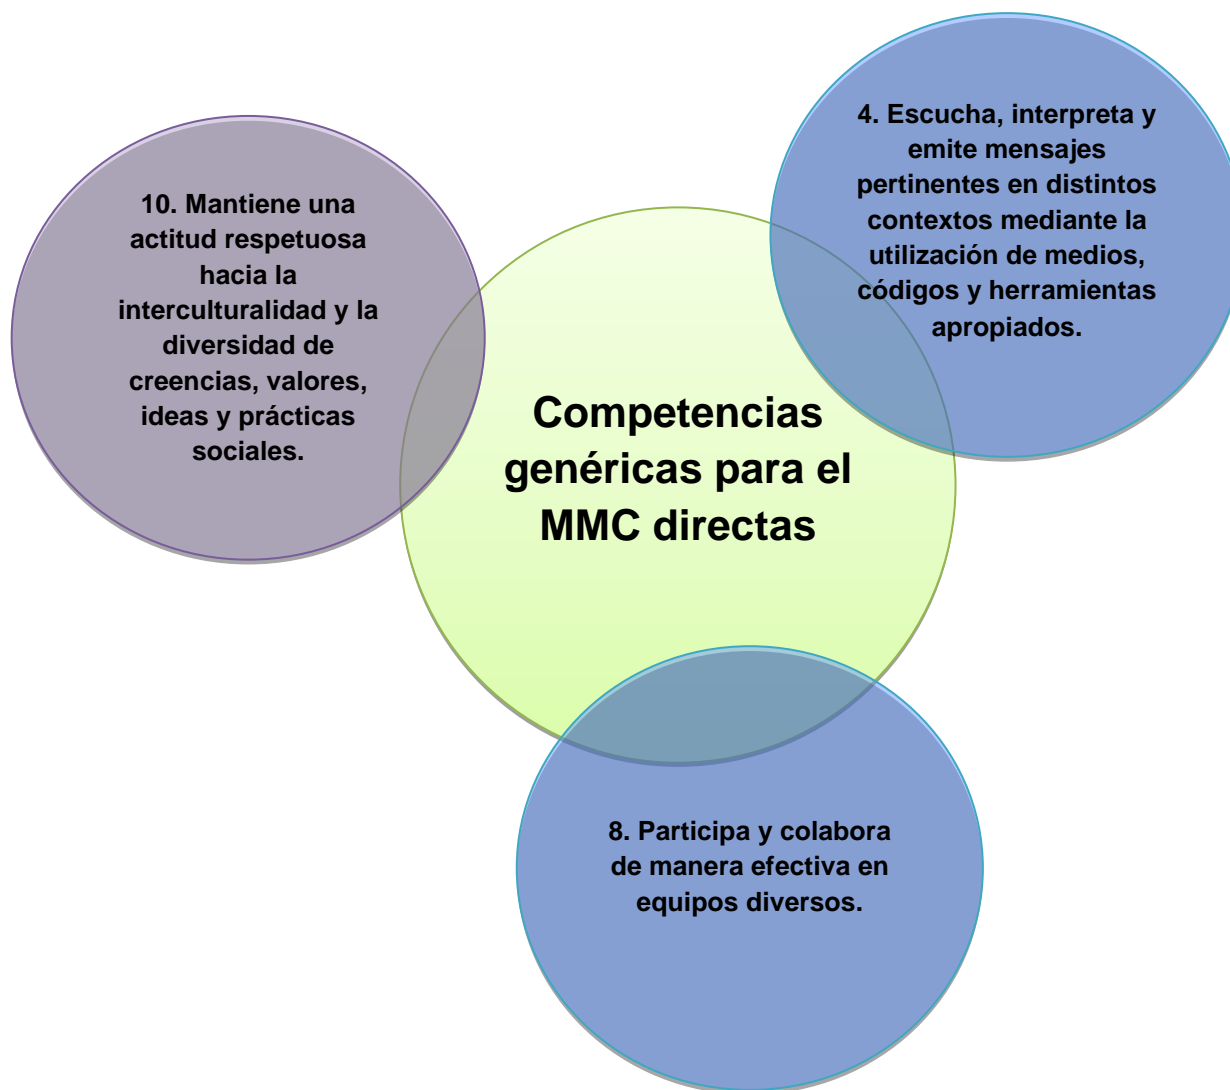 4. Escucha, interpreta y
emite mensajes
pertinentes en distintos
contextos mediante la
utilización de medios,
códigos y herramientas
apropiados.
10. Mantiene una
actitud respetuosa
hacia la
interculturalidad y la
diversidad de
creencias, valores,
ideas y prácticas
sociales.
Competencias
genéricas para el
MMC directas
8. Participa y colabora
de manera efectiva en
equipos diversos.